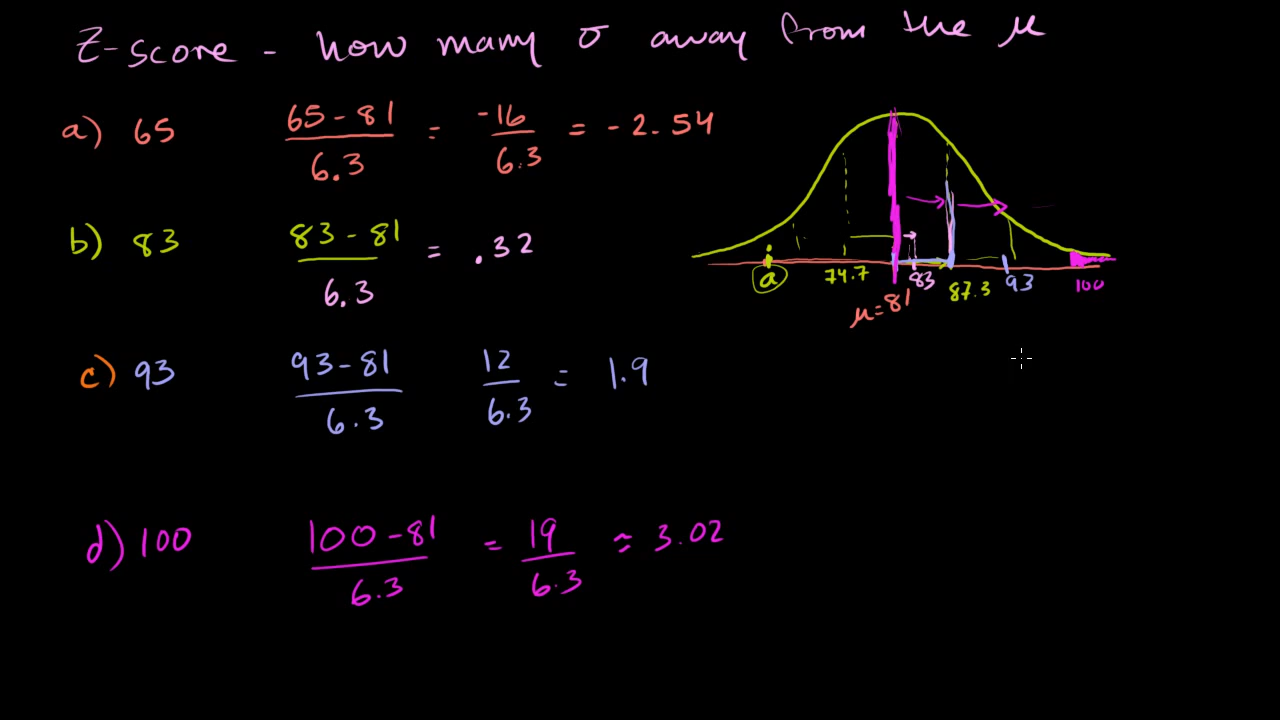 Z-score - how many σ away from the μ
a) 65 65 - 81 / 6.3 = -16 / 6.3 = -2.54
b) 83 83 - 81 / 6.3 = .32
c) 93 93 - 81 / 6.3 12 / 6.3 = 1.9
d) 100 100 - 81 / 6.3 = 19 / 6.3 ≈ 3.02
a 74.7 83 87.3 93 100
μ = 81